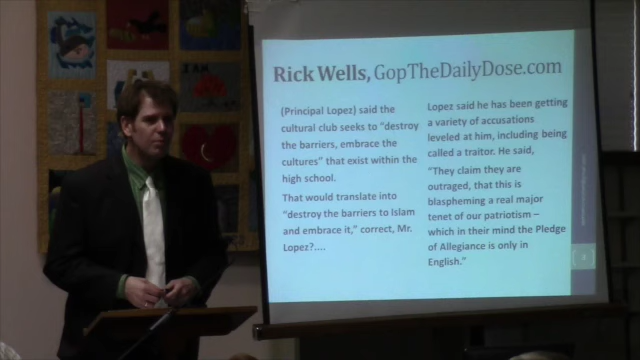 Rick Wells, GopTheDailyDose.com
(Principal Lopez) said the
cultural club seeks to “destroy
the barriers, embrace the
cultures” that exist within the
high school.
That would translate into
“destroy the barriers to Islam
and embrace it,” correct, Mr.
Lopez?....
Lopez said he has been getting
a variety of accusations
leveled at him, including being
called a traitor. He said,
“They claim they are
outraged, that this is
blaspheming a real major
tenet of our patriotism –
which in their mind the Pledge
of Allegiance is only in
English.”